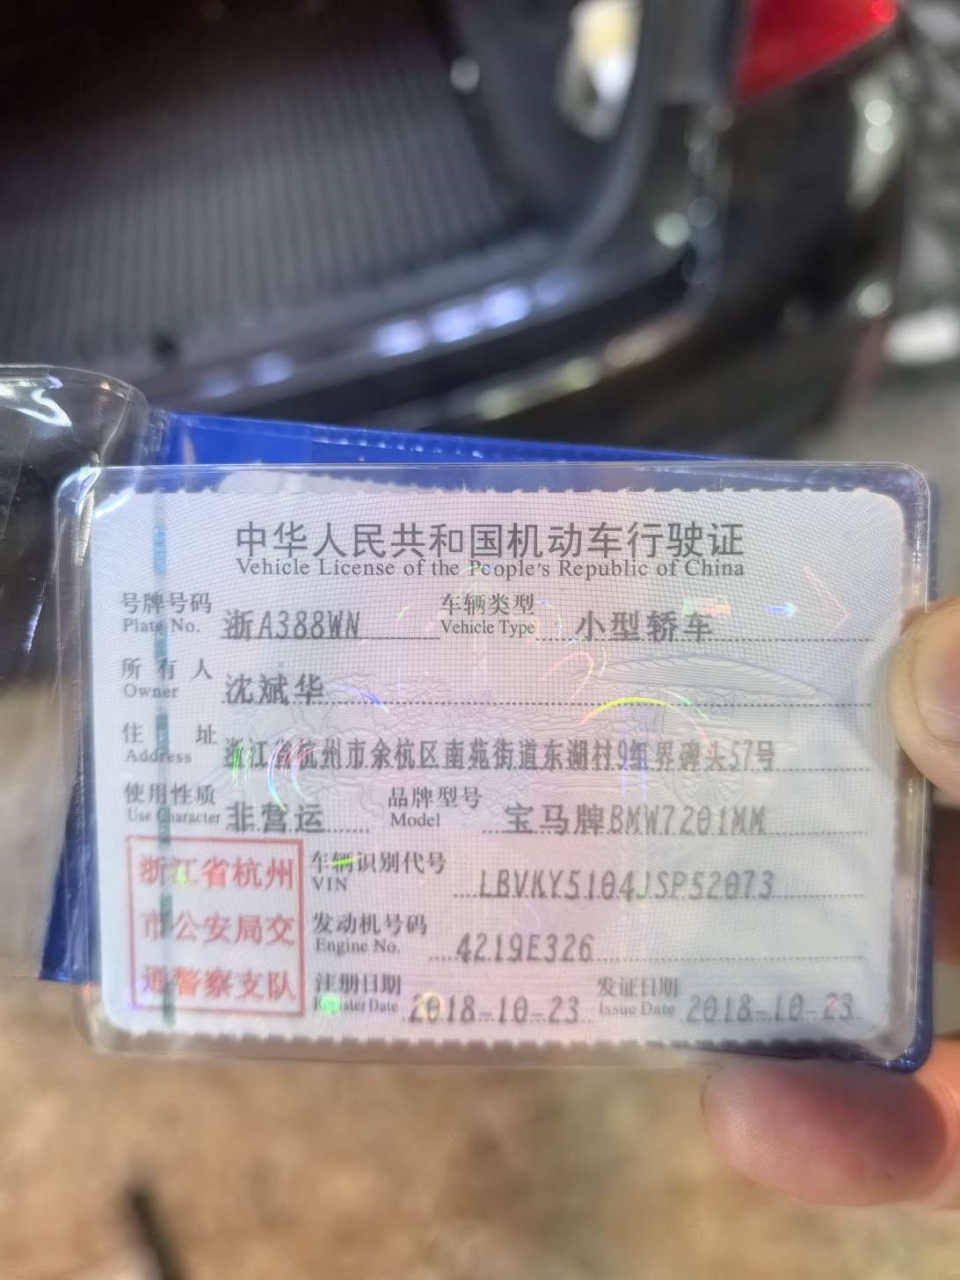 中华人民共和国机动车行驶证
Vehicle License of the People's Republic of China
号牌号码 浙A388WN 车辆类型 小型轿车
Plate No. Vehicle Type
所有人 沈斌华
Owner
住址 浙江省杭州市余杭区南苑街道东湖村9组界碑头57号
Address
使用性质 非营运 品牌型号 宝马牌BMW7201MM
Use Character Model
浙江省杭州
市公安局交
通警察支队
车辆识别代号 LBVKY5104JSP52073
VIN
发动机号码 4219E326
Engine No.
注册日期 2018-10-23 发证日期 2018-10-23
Register Date Issue Date